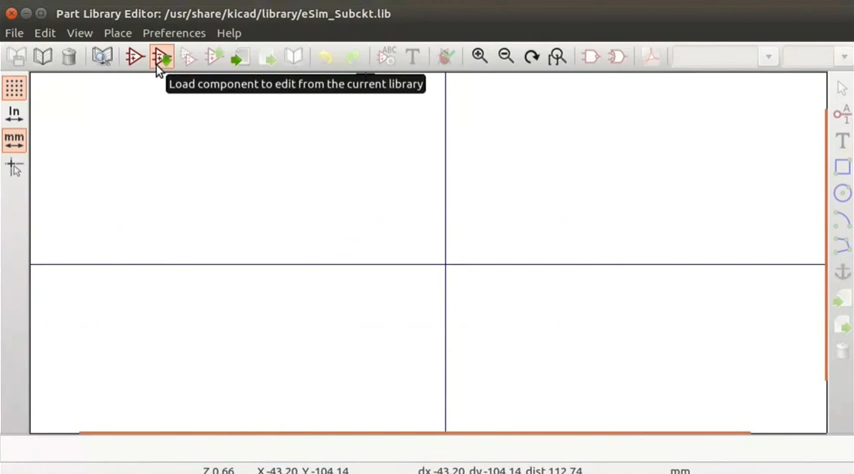 Part Library Editor: /usr/share/kicad/library/eSim_Subckt.lib
File Edit View Place Preferences Help
ABC
T
Load component to edit from the current library
In
mm
T
Z 0.66 X -43.20 Y -104.14 dx -43.20 dy -104.14 dist 112.74 mm